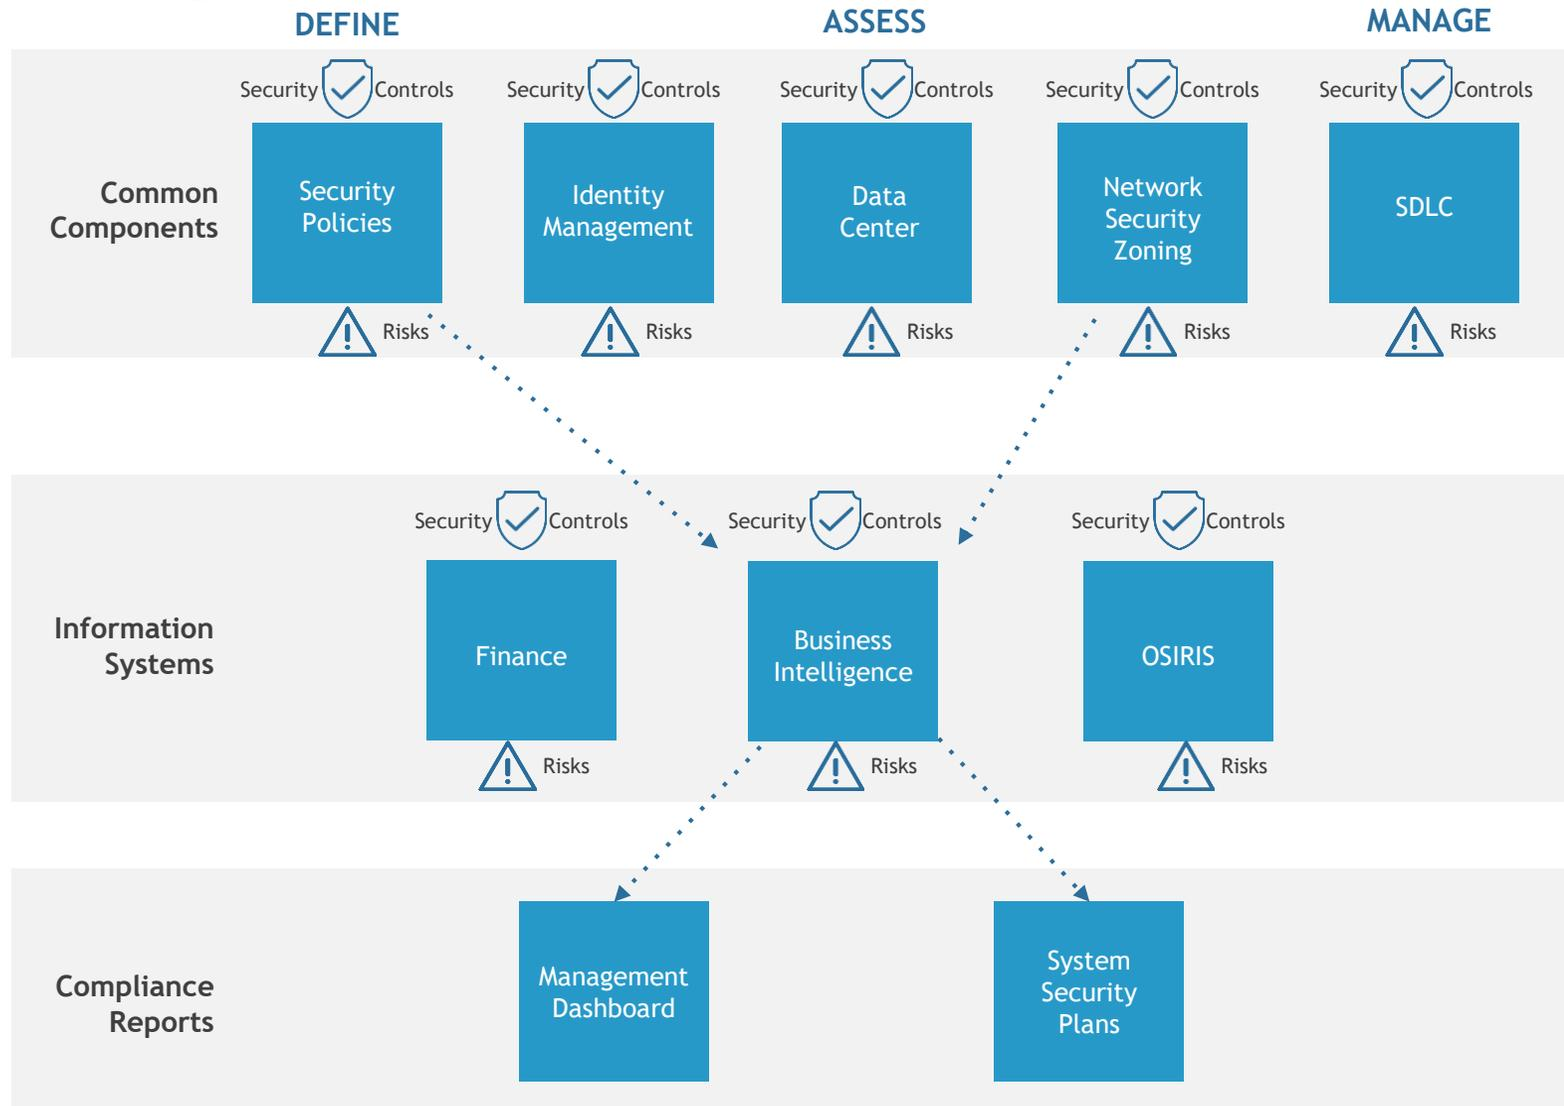 DEFINE ASSESS MANAGE
Security Controls Security Controls Security Controls Security Controls Security Controls
Common
Components
Security
Policies
Identity
Management
Data
Center
Network
Security
Zoning
SDLC
Risks Risks Risks Risks Risks
Security Controls Security Controls Security Controls
Information
Systems
Finance
Business
Intelligence
OSIRIS
Risks Risks Risks
Compliance
Reports
Management
Dashboard
System
Security
Plans